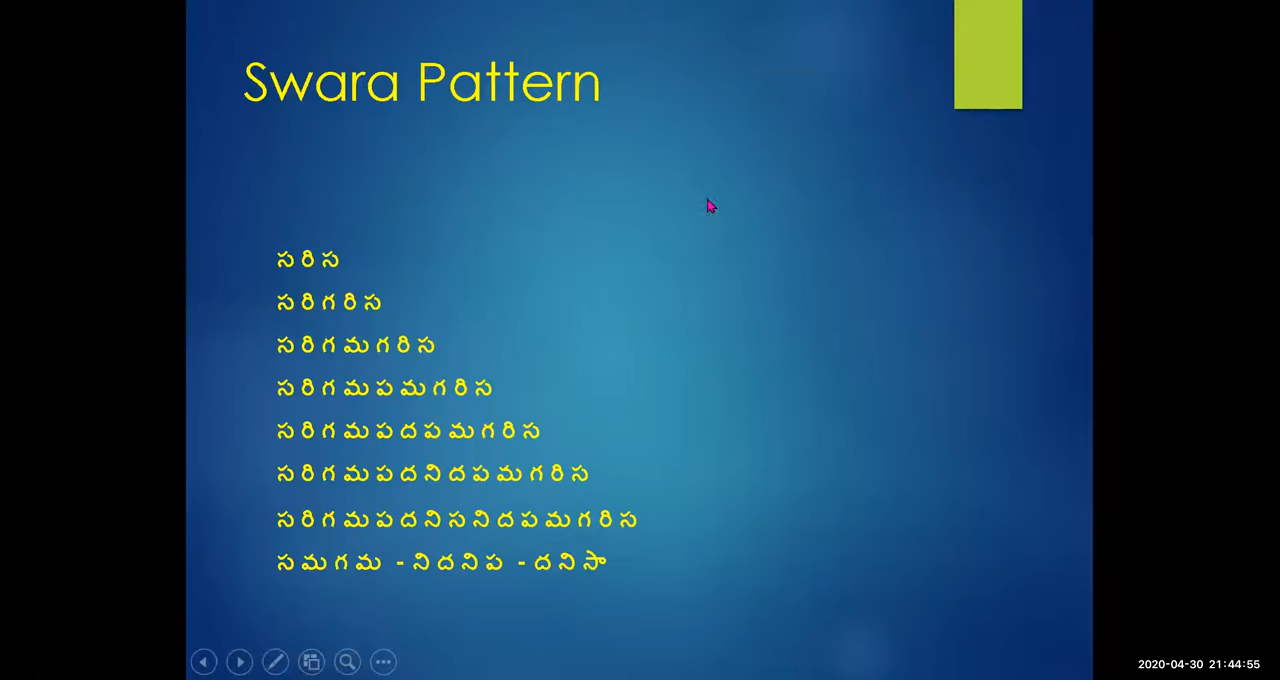 Swara Pattern
స రి స
స రి గ రి స
స రి గ మ గ రి స
స రి గ మ ప మ గ రి స
స రి గ మ ప ద ప మ గ రి స
స రి గ మ ప ద ని ద ప మ గ రి స
స రి గ మ ప ద ని స ని ద ప మ గ రి స
స మ గ మ - ని ద ని ప - ద ని సా
2020-04-30 21:44:55